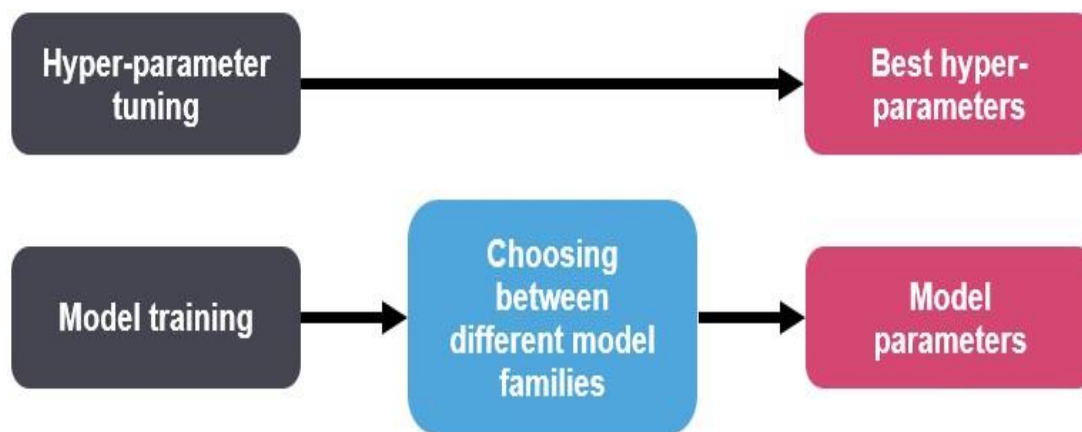 Hyper-parameter
tuning
Best hyper-
parameters
Model training
Choosing
between
different model
families
Model
parameters